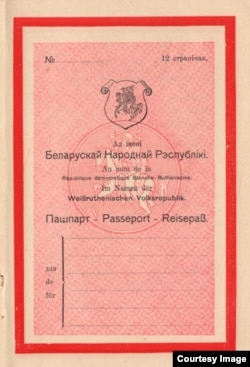 № 12 старонічак.
Ад імені
Беларускай Народнай Рэспублікі.
Au nom de la
République démocratique Blanche-Ruthénienne.
Im Namen der
Weißruthenischen Volksrepublik.
Пашпарт - Passeport - Reisepaß.
для
de
für
Courtesy Image